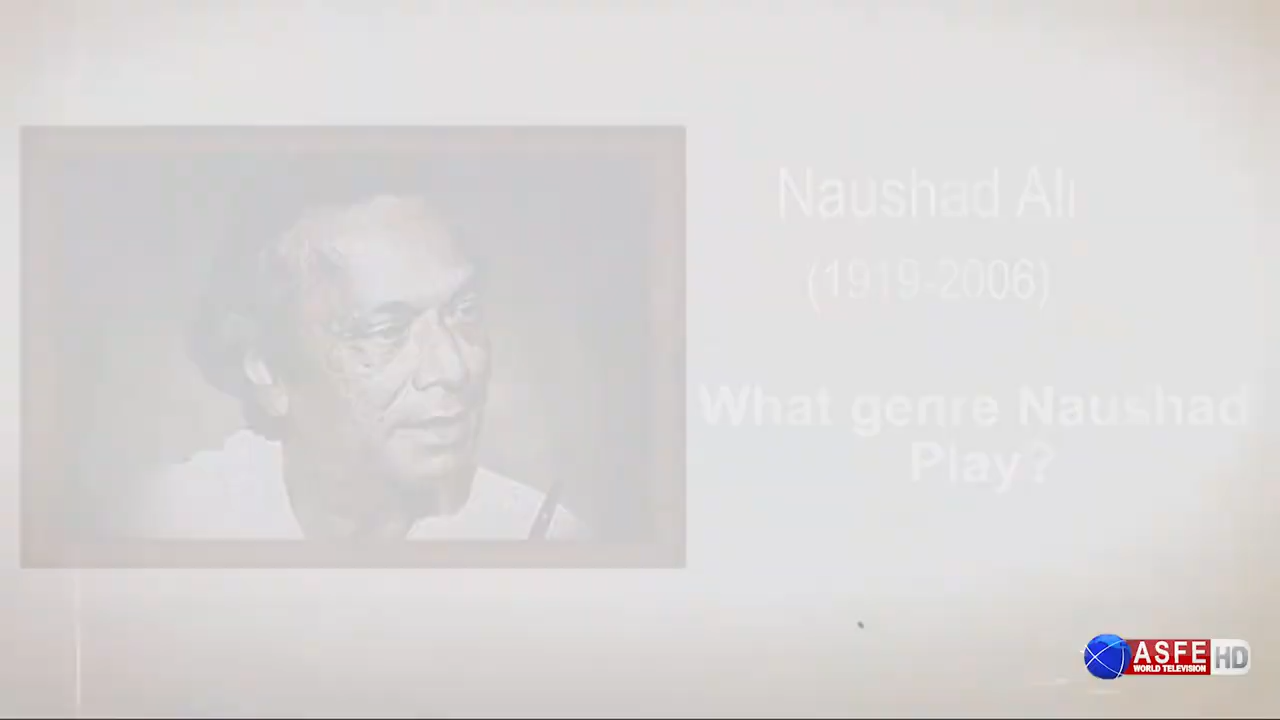 Naushad Ali
(1919-2006)
What genre Naushad
Play?
ASFE HD
WORLD TELEVISION